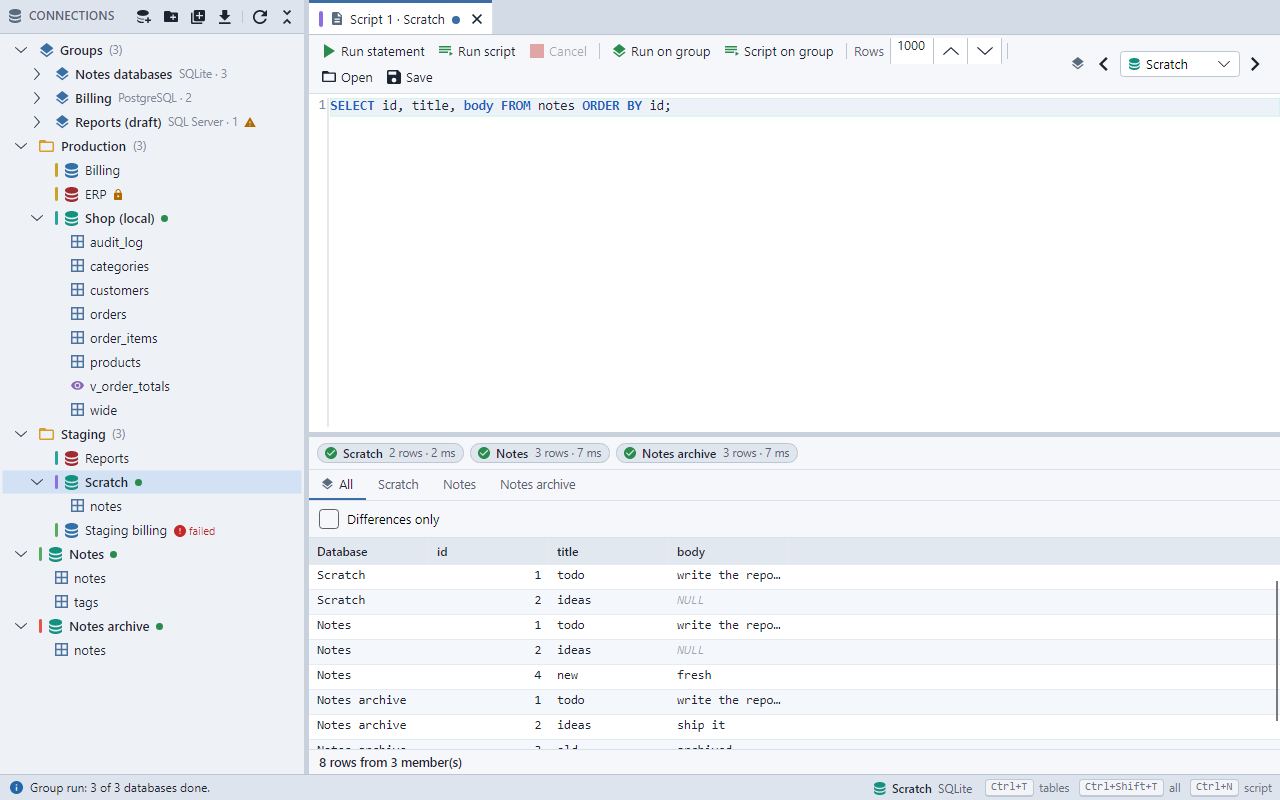 CONNECTIONS
Groups (3)
Notes databases SQLite · 3
Billing PostgreSQL · 2
Reports (draft) SQL Server · 1
Production (3)
Billing
ERP
Shop (local)
audit_log
categories
customers
orders
order_items
products
v_order_totals
wide
Staging (3)
Reports
Scratch
notes
Staging billing failed
Notes
notes
tags
Notes archive
notes
Script 1 · Scratch
Run statement Run script Cancel Run on group Script on group Rows 1000
Open Save
Scratch
1 SELECT id, title, body FROM notes ORDER BY id;
Scratch 2 rows · 2 ms Notes 3 rows · 7 ms Notes archive 3 rows · 7 ms
All Scratch Notes Notes archive
Differences only
Database id title body
Scratch 1 todo write the repo…
Scratch 2 ideas NULL
Notes 1 todo write the repo…
Notes 2 ideas NULL
Notes 4 new fresh
Notes archive 1 todo write the repo…
Notes archive 2 ideas ship it
Notes archive 3 old archived
8 rows from 3 member(s)
Group run: 3 of 3 databases done.
Scratch SQLite Ctrl+T tables Ctrl+Shift+T all Ctrl+N script